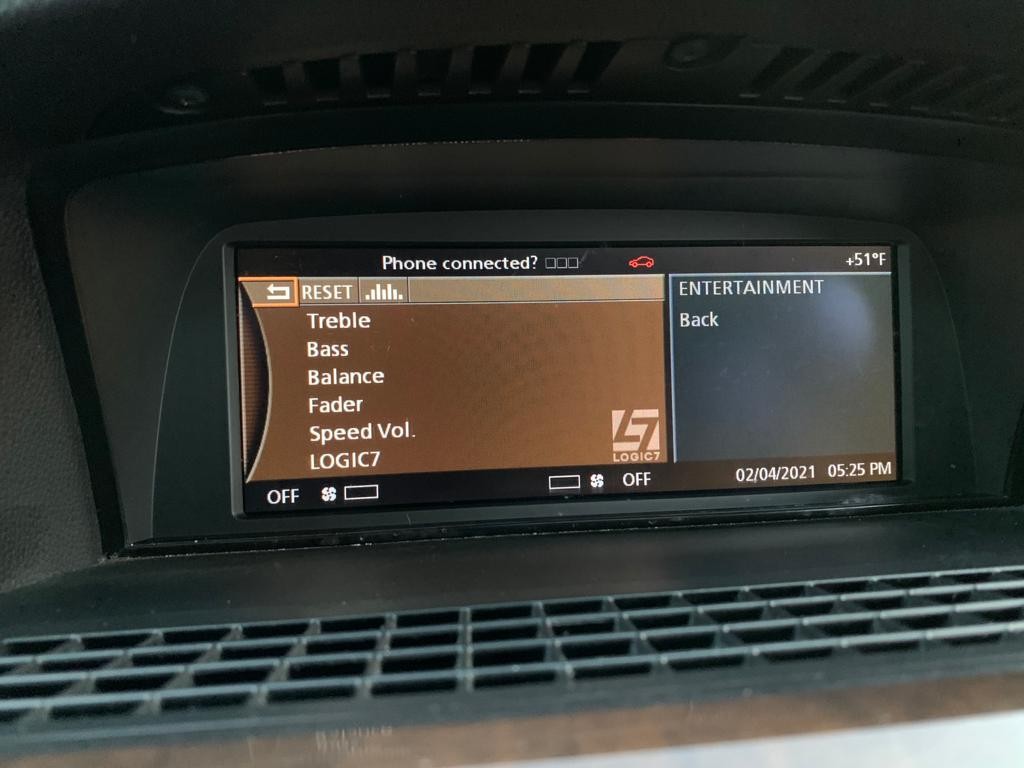 Phone connected?
+51°F
RESET
ENTERTAINMENT
Treble
Back
Bass
Balance
Fader
Speed Vol.
LOGIC7
L7
LOGIC7
OFF
OFF
02/04/2021 05:25 PM